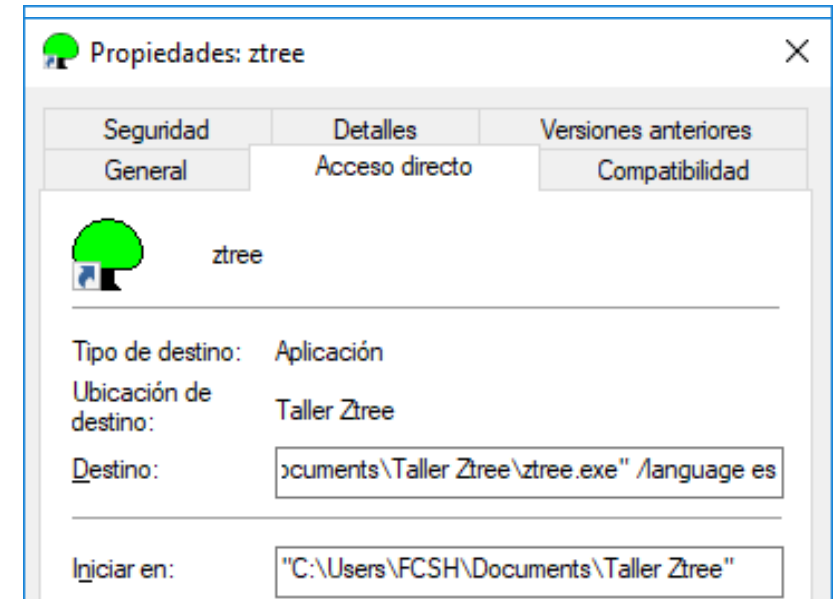 Propiedades: ztree
Seguridad Detalles Versiones anteriores
General Acceso directo Compatibilidad
ztree
Tipo de destino: Aplicación
Ubicación de
destino: Taller Ztree
Destino: ocuments\Taller Ztree\ztree.exe" /language es
Iniciar en: "C:\Users\FCSH\Documents\Taller Ztree"